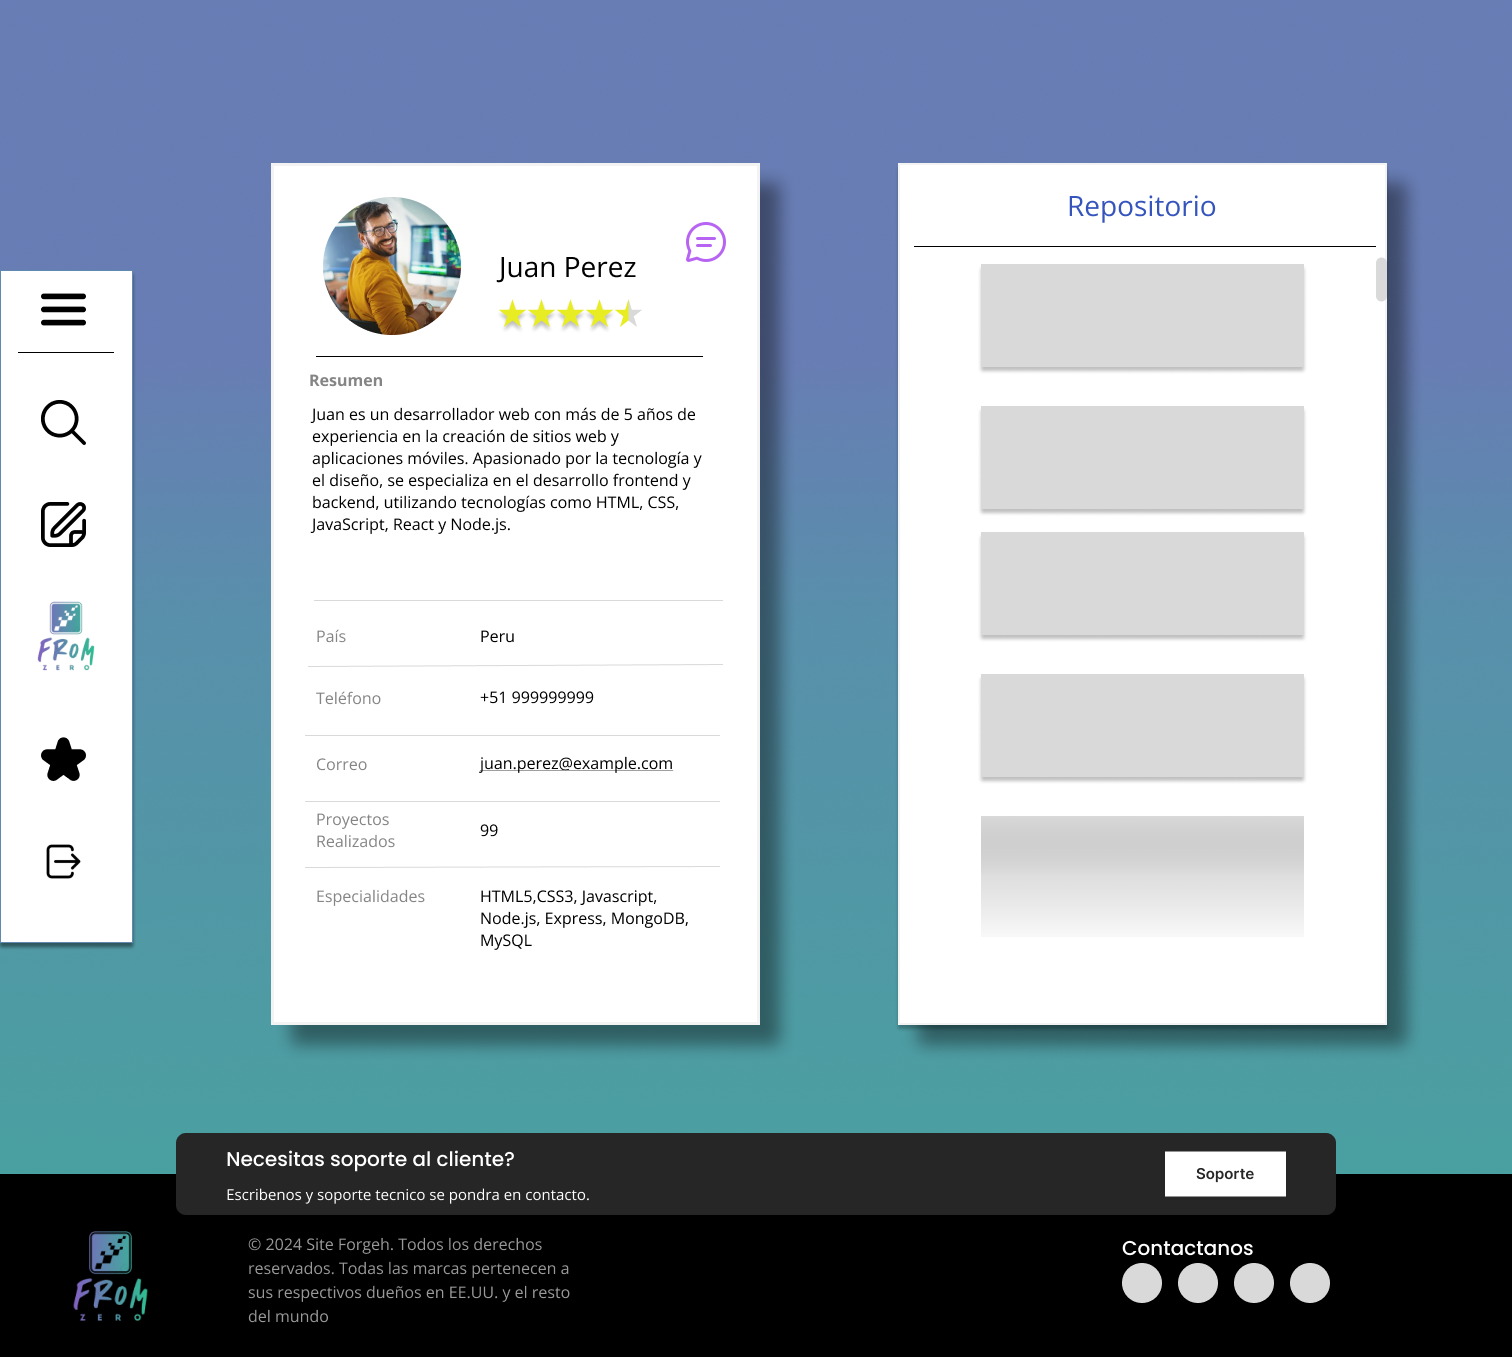 Juan Perez
Resumen
Juan es un desarrollador web con más de 5 años de
experiencia en la creación de sitios web y
aplicaciones móviles. Apasionado por la tecnología y
el diseño, se especializa en el desarrollo frontend y
backend, utilizando tecnologías como HTML, CSS,
JavaScript, React y Node.js.
País
Peru
Teléfono
+51 999999999
Correo
juan.perez@example.com
Proyectos
Realizados
99
Especialidades
HTML5,CSS3, Javascript,
Node.js, Express, MongoDB,
MySQL
Repositorio
FROM
ZERO
Necesitas soporte al cliente?
Escribenos y soporte tecnico se pondra en contacto.
Soporte
FROM
ZERO
© 2024 Site Forgeh. Todos los derechos
reservados. Todas las marcas pertenecen a
sus respectivos dueños en EE.UU. y el resto
del mundo
Contactanos